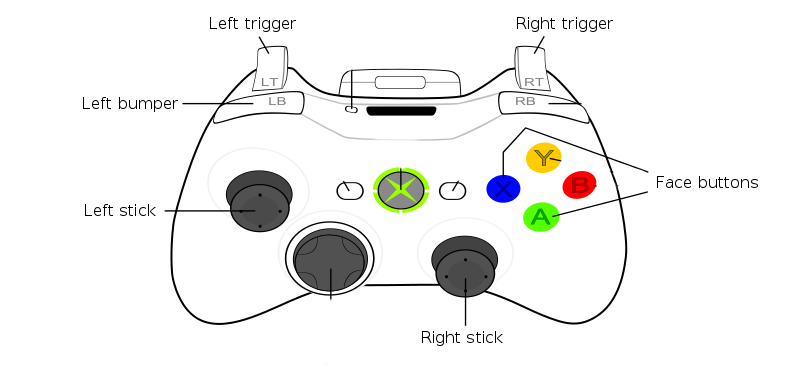 Left trigger
Right trigger
LT
RT
Left bumper
LB
RB
Y
X
B
Face buttons
Left stick
A
Right stick